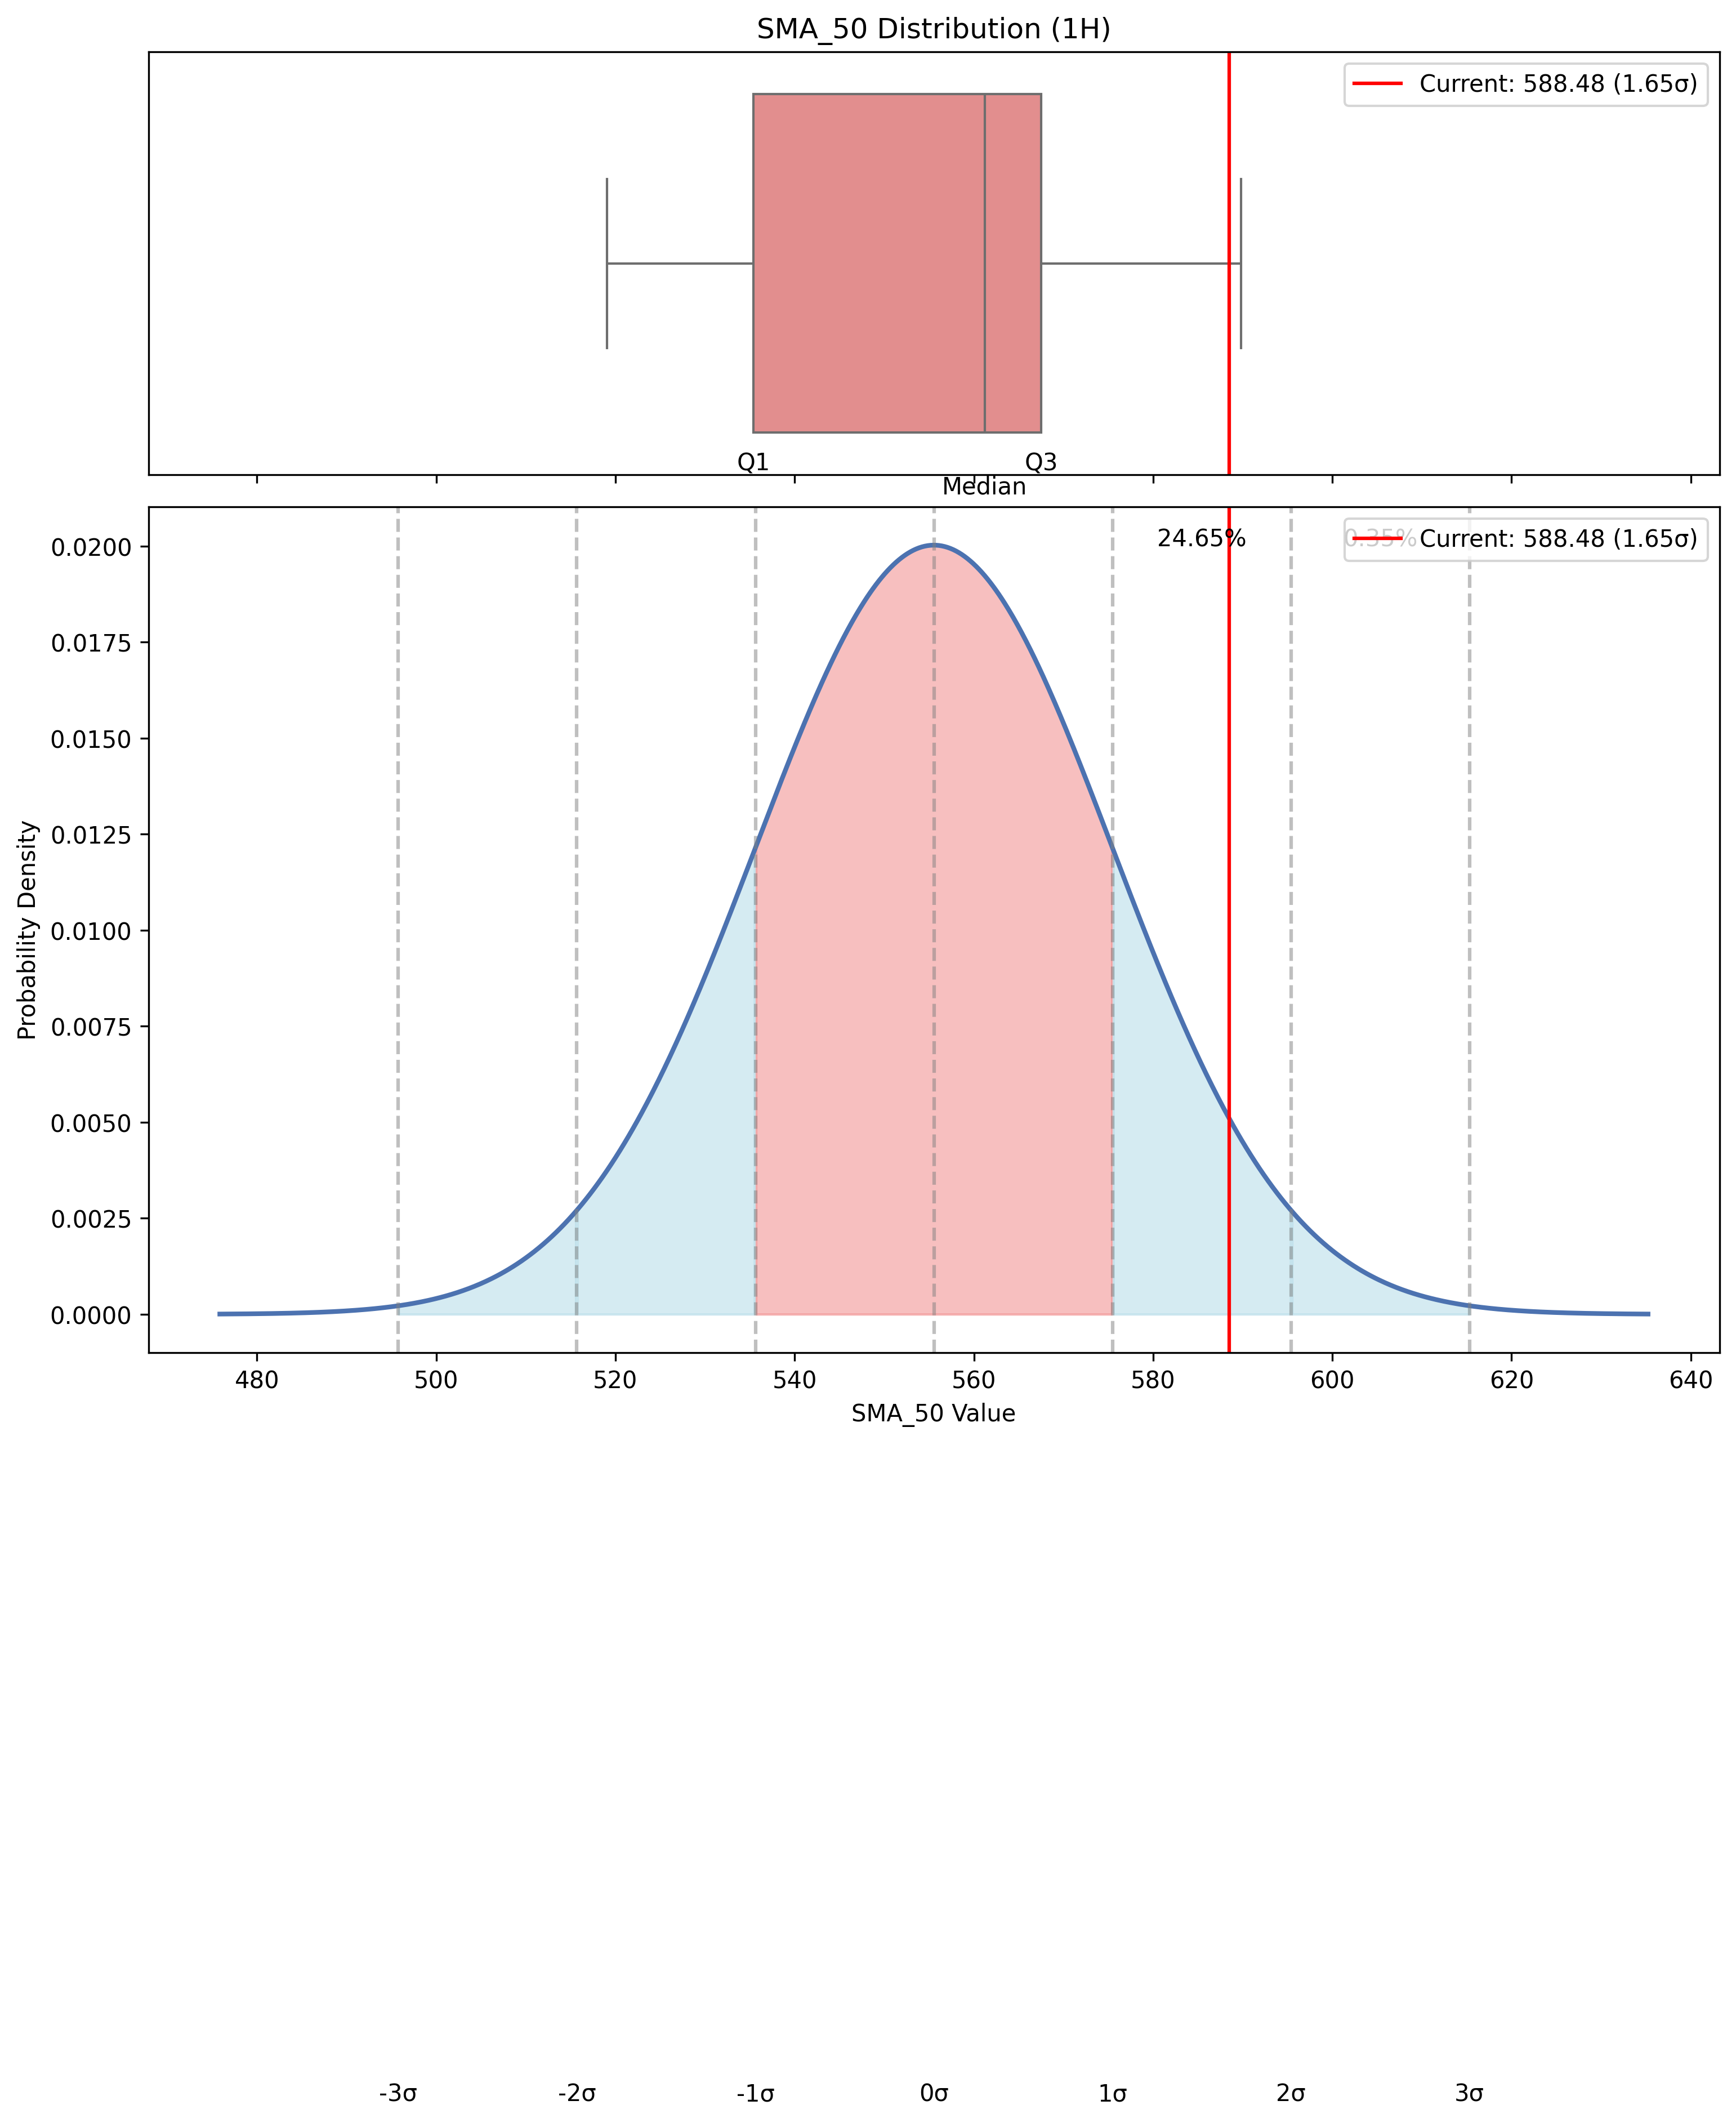 SMA_50 Distribution (1H)
Current: 588.48 (1.65σ)
Q1
Q3
Median
24.65%
0.35%
Current: 588.48 (1.65σ)
0.0200
0.0175
0.0150
0.0125
0.0100
0.0075
0.0050
0.0025
0.0000
Probability Density
480 500 520 540 560 580 600 620 640
SMA_50 Value
-3σ -2σ -1σ 0σ 1σ 2σ 3σ